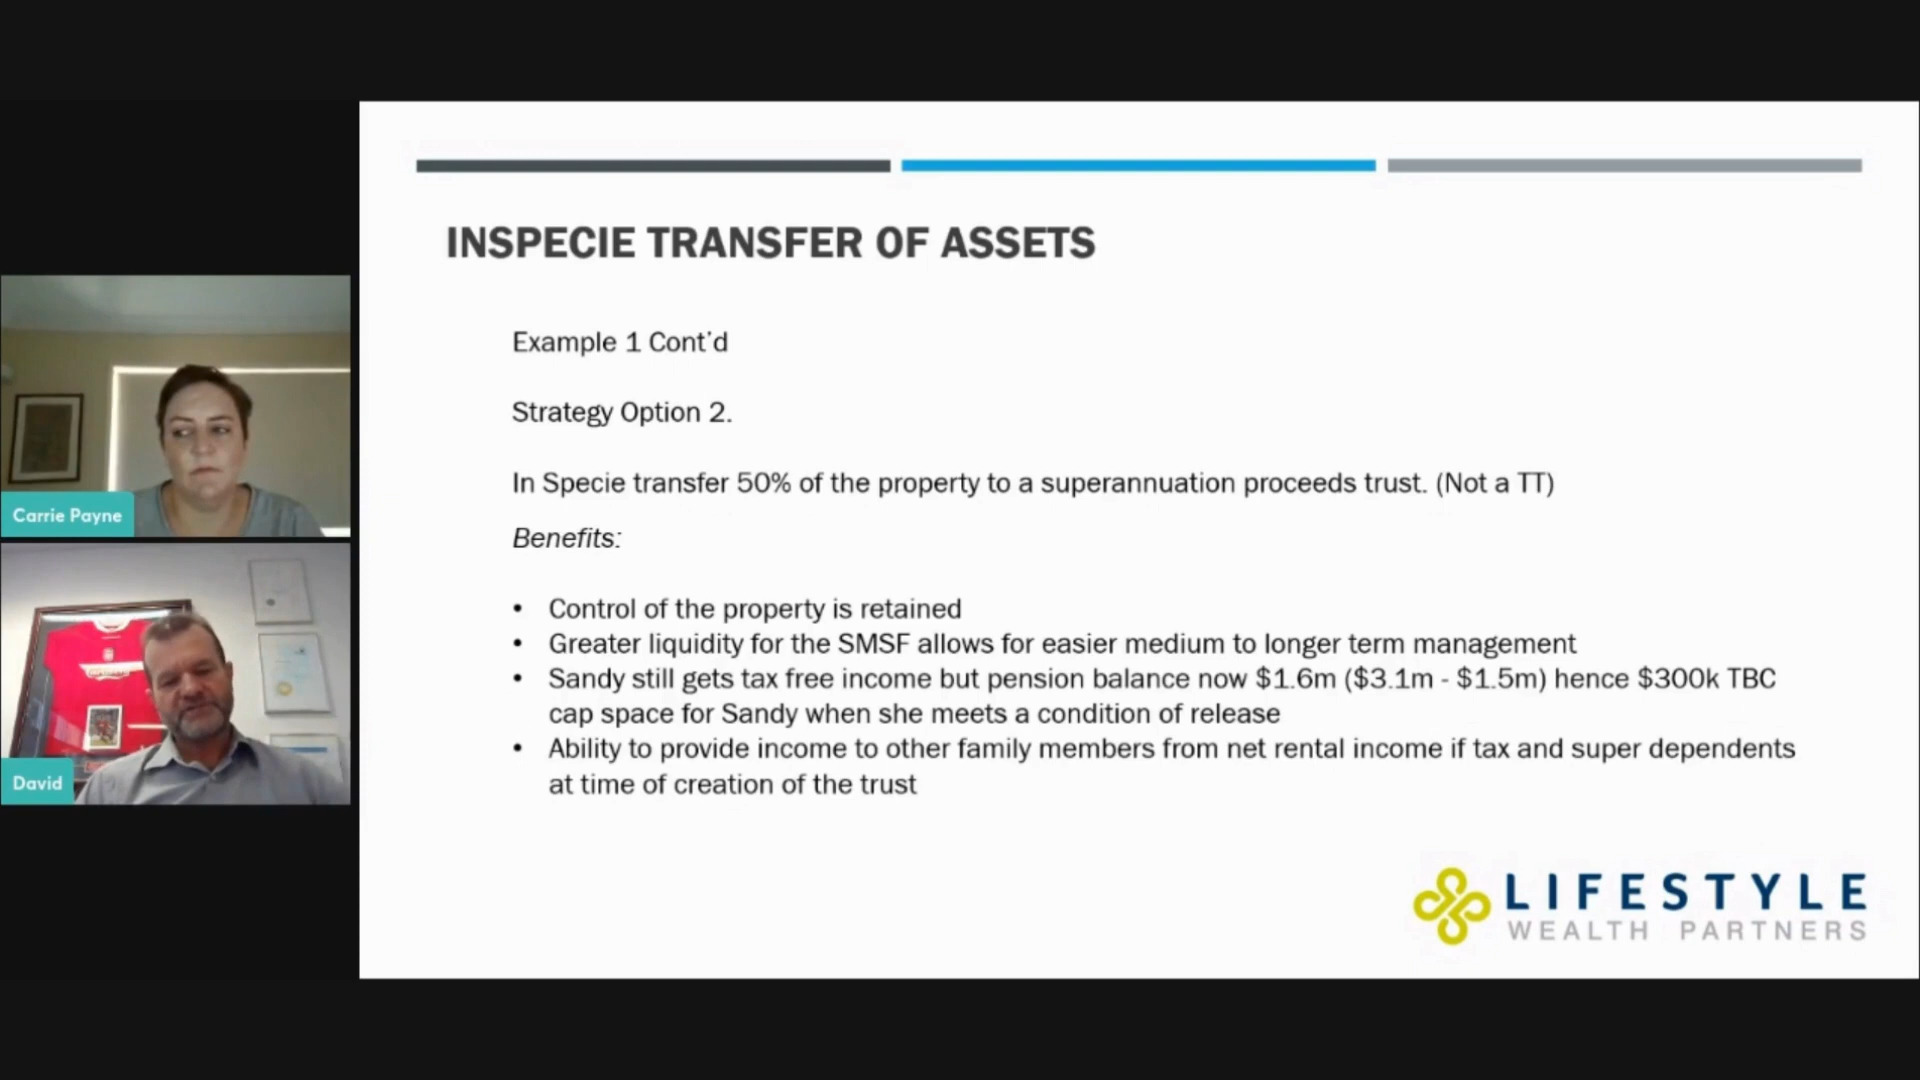 INSPECIE TRANSFER OF ASSETS
Example 1 Cont’d
Strategy Option 2.
In Specie transfer 50% of the property to a superannuation proceeds trust. (Not a TT)
Benefits:
• Control of the property is retained
• Greater liquidity for the SMSF allows for easier medium to longer term management
• Sandy still gets tax free income but pension balance now $1.6m ($3.1m - $1.5m) hence $300k TBC
cap space for Sandy when she meets a condition of release
• Ability to provide income to other family members from net rental income if tax and super dependents
at time of creation of the trust
Carrie Payne
David
LIFESTYLE
WEALTH PARTNERS